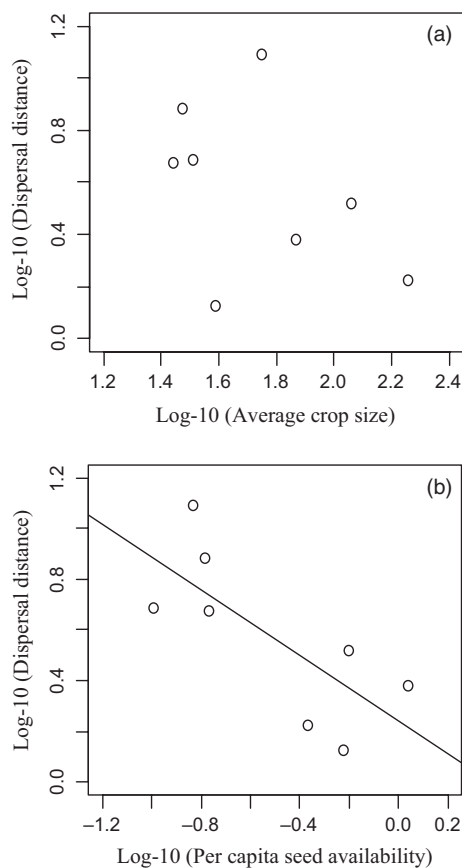 (a)
Log-10 (Dispersal distance)
1.2
0.8
0.4
0.0
1.2 1.4 1.6 1.8 2.0 2.2 2.4
Log-10 (Average crop size)
(b)
Log-10 (Dispersal distance)
1.2
0.8
0.4
0.0
−1.2 −0.8 −0.4 0.0 0.2
Log-10 (Per capita seed availability)